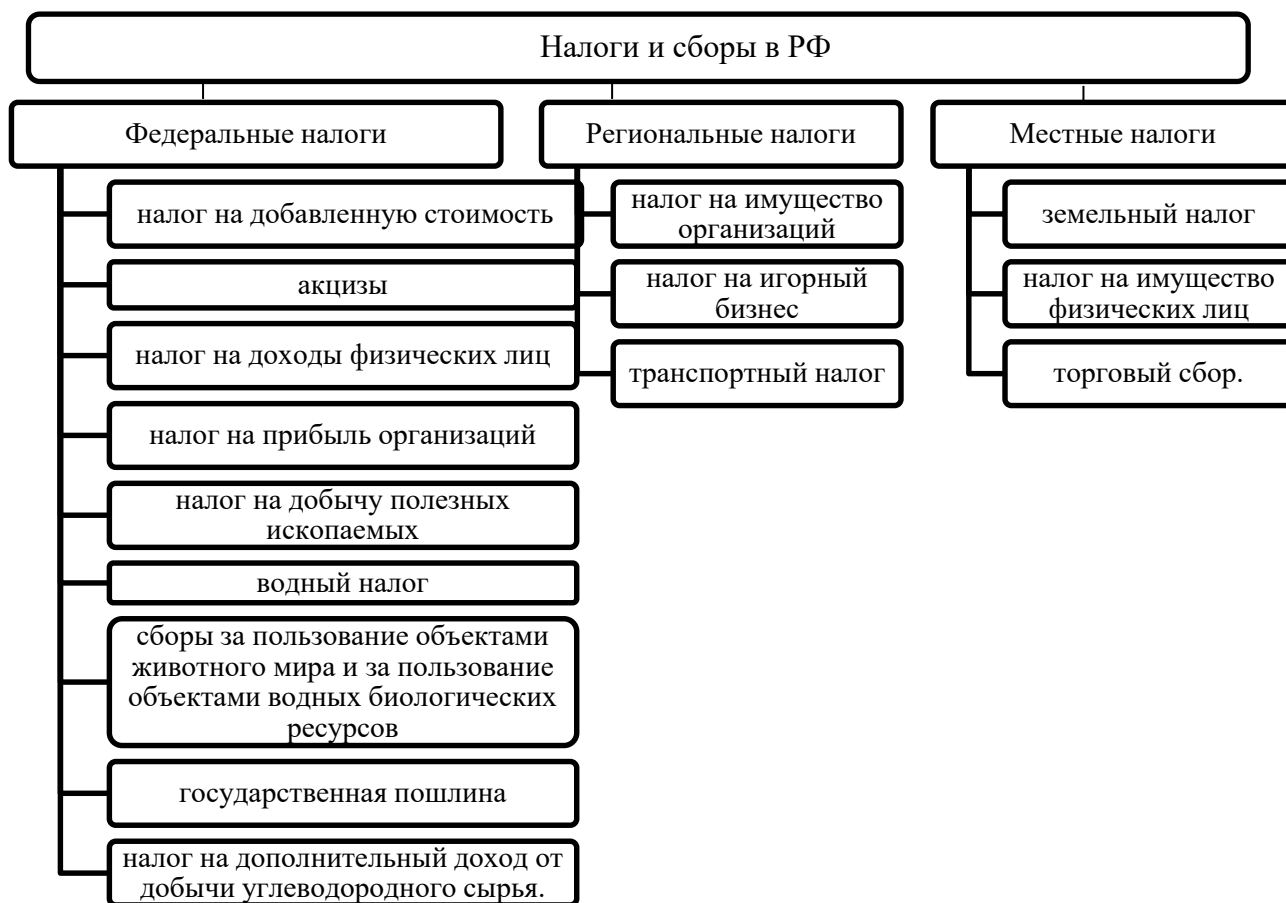 Налоги и сборы в РФ
Федеральные налоги
налог на добавленную стоимость
акцизы
налог на доходы физических лиц
налог на прибыль организаций
налог на добычу полезных
ископаемых
водный налог
сборы за пользование объектами
животного мира и за пользование
объектами водных биологических
ресурсов
государственная пошлина
налог на дополнительный доход от
добычи углеводородного сырья.
Региональные налоги
налог на имущество
организаций
налог на игорный
бизнес
транспортный налог
Местные налоги
земельный налог
налог на имущество
физических лиц
торговый сбор.